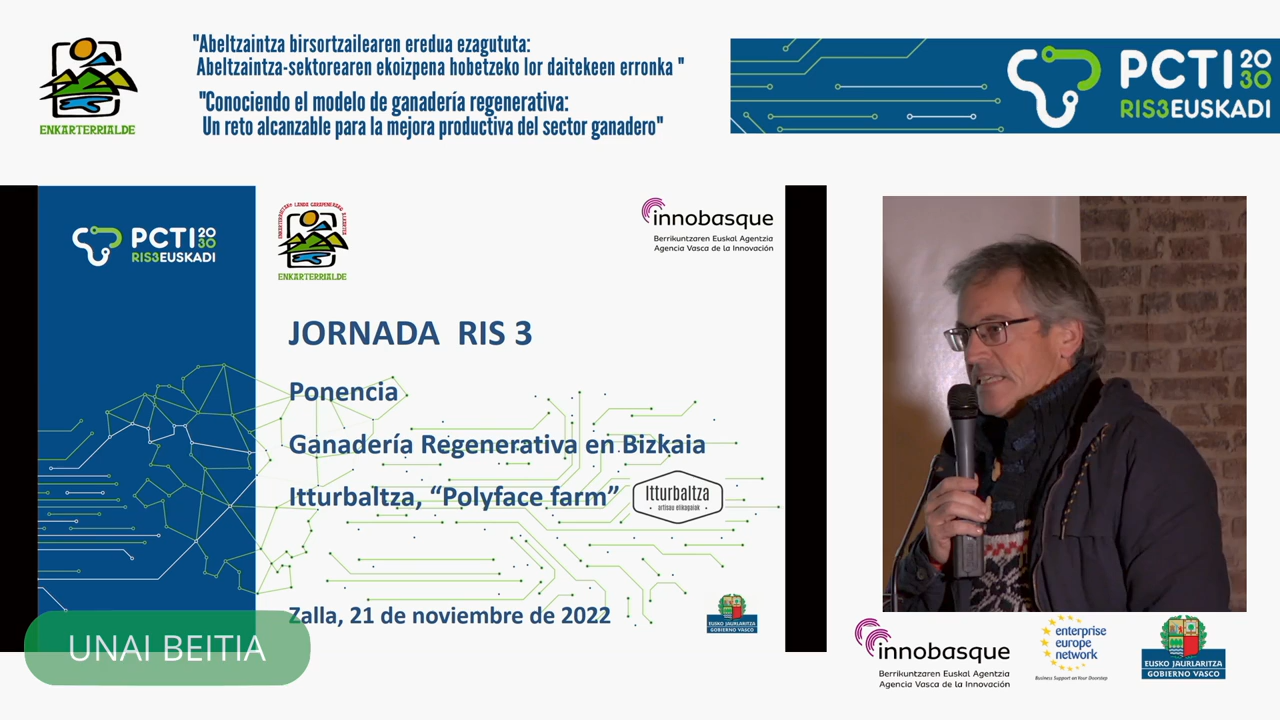 "Abeltzaintza birsortzailearen eredua ezagututa:
Abeltzaintza-sektorearen ekoizpena hobetzeko lor daitekeen erronka "
"Conociendo el modelo de ganadería regenerativa:
Un reto alcanzable para la mejora productiva del sector ganadero"
ENKARTERRIALDE
PCTI 2030
RIS3EUSKADI
PCTI 2030
RIS3EUSKADI
ENKARTERRIALDE
innobasque
Berrikuntzaren Euskal Agentzia
Agencia Vasca de la Innovación
JORNADA RIS 3
Ponencia
Ganadería Regenerativa en Bizkaia
Itturbaltza, “Polyface farm”
Itturbaltza
artisau elikagaiak
Zalla, 21 de noviembre de 2022
EUSKO JAURLARITZA
GOBIERNO VASCO
UNAI BEITIA
innobasque
Berrikuntzaren Euskal Agentzia
Agencia Vasca de la Innovación
enterprise
europe
network
Business Support on Your Doorstep
EUSKO JAURLARITZA
GOBIERNO VASCO